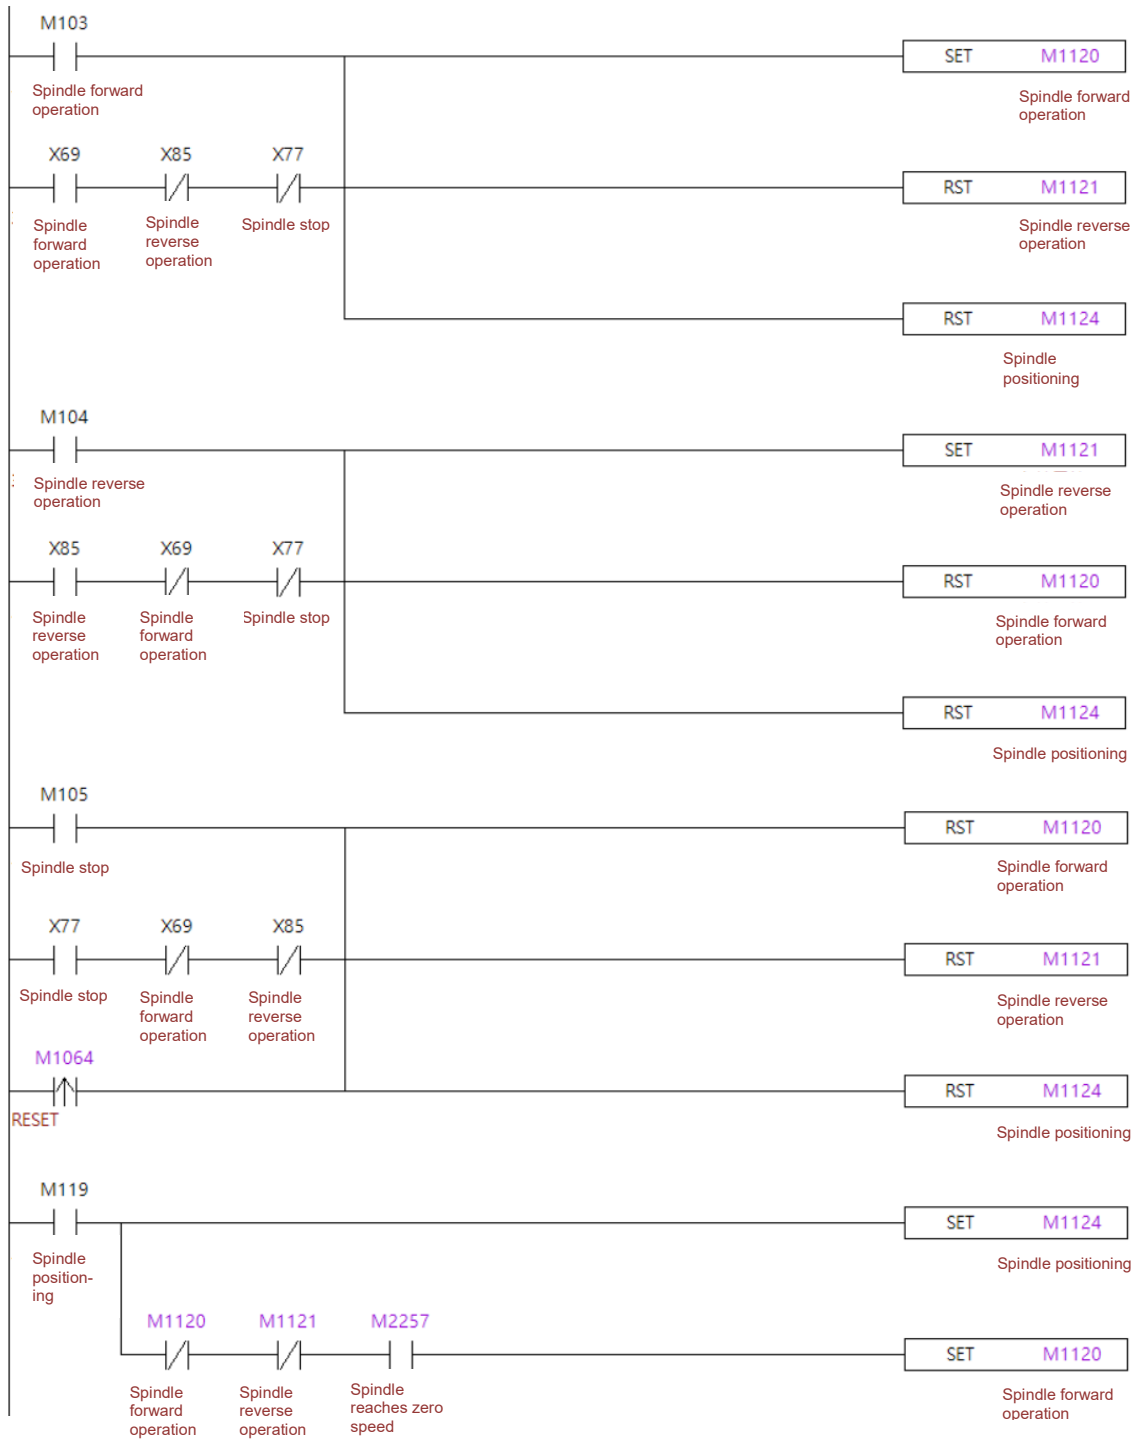 M103
SET M1120
Spindle forward
operation
Spindle forward
operation
X69 X85 X77
RST M1121
Spindle
forward
operation
Spindle
reverse
operation
Spindle stop
Spindle reverse
operation
RST M1124
Spindle
positioning
M104
SET M1121
Spindle reverse
operation
Spindle reverse
operation
X85 X69 X77
RST M1120
Spindle
reverse
operation
Spindle
forward
operation
Spindle stop
Spindle forward
operation
RST M1124
Spindle positioning
M105
RST M1120
Spindle stop
Spindle forward
operation
X77 X69 X85
RST M1121
Spindle stop
Spindle
forward
operation
Spindle
reverse
operation
Spindle reverse
operation
M1064
RST M1124
RESET
Spindle positioning
M119
SET M1124
Spindle
position-
ing
Spindle positioning
M1120 M1121 M2257
SET M1120
Spindle
forward
operation
Spindle
reverse
operation
Spindle
reaches zero
speed
Spindle forward
operation